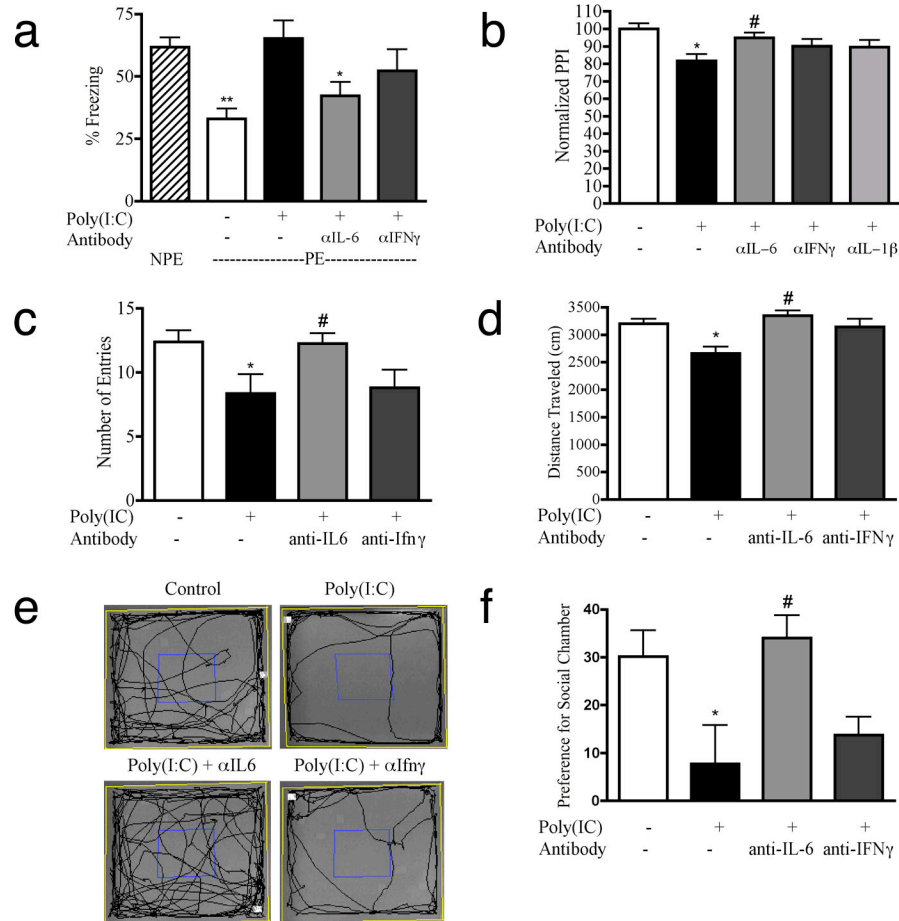 a
75
50
25
0
% Freezing
**
*
Poly(I:C) - + + +
Antibody - - αIL-6 αIFNγ
NPE ----------------PE----------------
b
110
100
90
80
70
60
50
40
30
20
10
0
Normalized PPI
*
#
Poly(I:C) - + + + +
Antibody - - αIL-6 αIFNγ αIL-1β
c
15
10
5
0
Number of Entries
*
#
Poly(IC) - + + +
Antibody - - anti-IL6 anti-Ifnγ
d
3500
3000
2500
2000
1500
1000
500
0
Distance Traveled (cm)
*
#
Poly(IC) - + + +
Antibody - - anti-IL-6 anti-IFNγ
e
Control Poly(I:C)
Poly(I:C) + αIL6 Poly(I:C) + αIfnγ
f
40
30
20
10
0
Preference for Social Chamber
*
#
Poly(IC) - + + +
Antibody - - anti-IL-6 anti-IFNγ